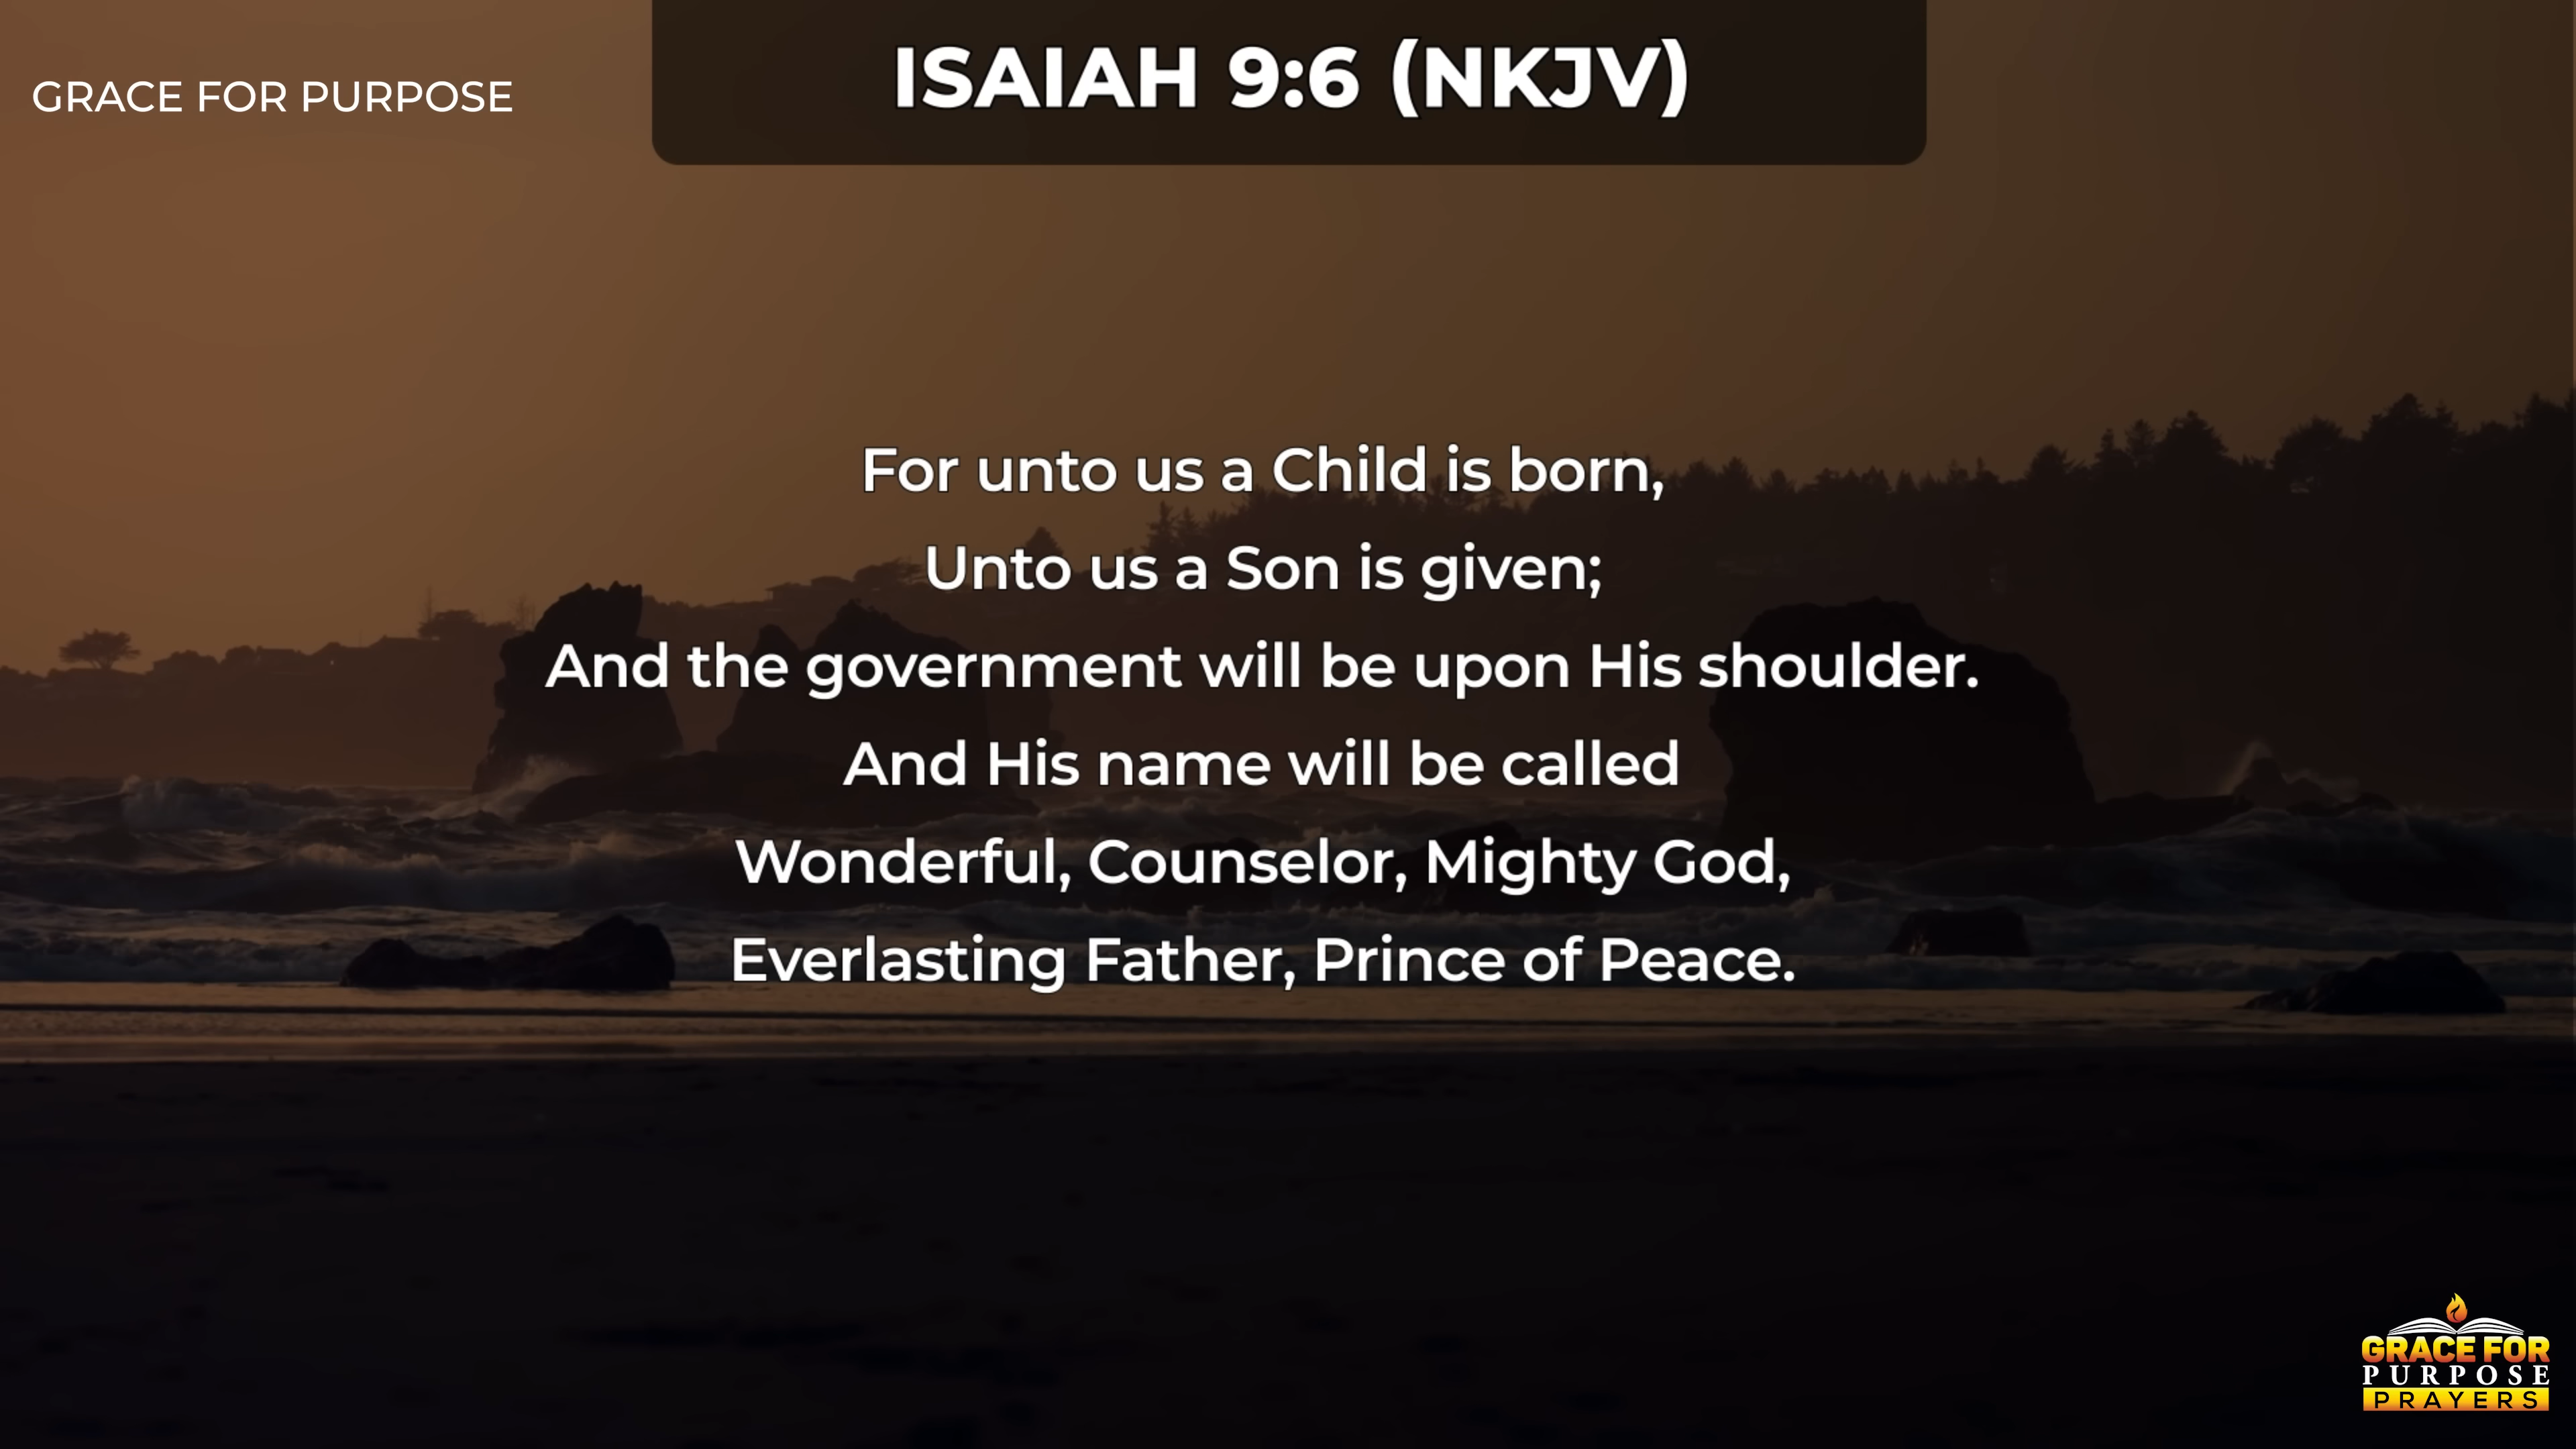 GRACE FOR PURPOSE
ISAIAH 9:6 (NKJV)
For unto us a Child is born,
Unto us a Son is given;
And the government will be upon His shoulder.
And His name will be called
Wonderful, Counselor, Mighty God,
Everlasting Father, Prince of Peace.
GRACE FOR
PURPOSE
PRAYERS